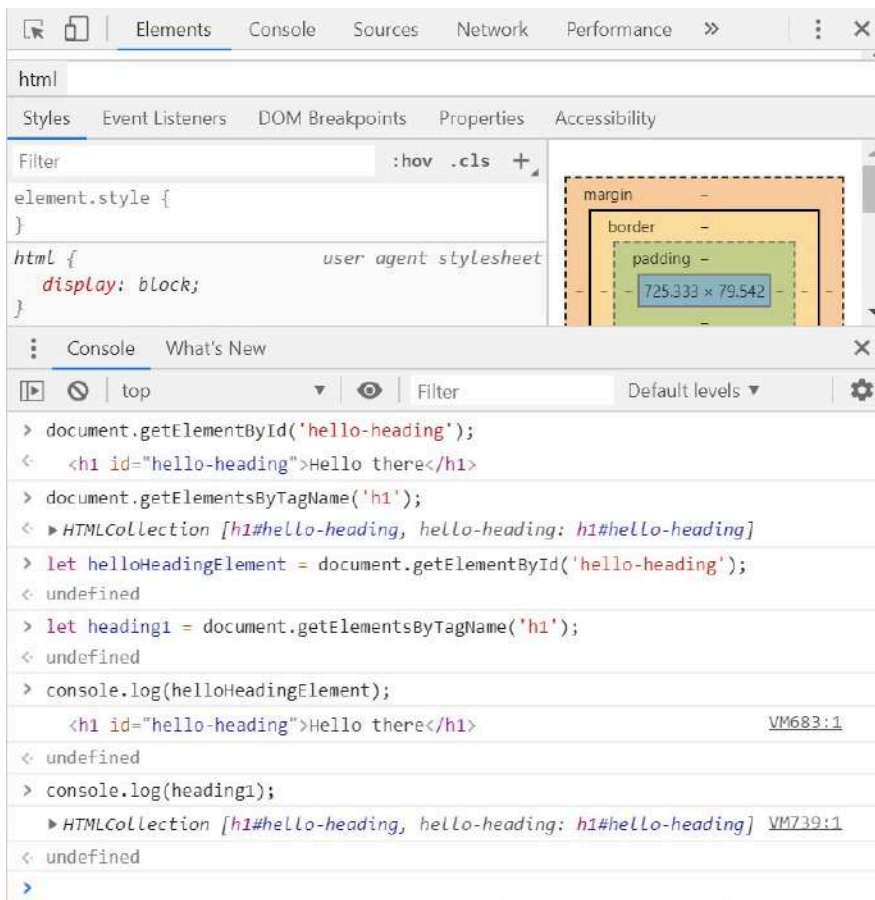 Elements Console Sources Network Performance »
html
Styles Event Listeners DOM Breakpoints Properties Accessibility
Filter :hov .cls +
element.style {
}
html { user agent stylesheet
display: block;
}
margin –
border –
padding –
- - - 725.333 × 79.542 - - -
–
Console What's New
top Filter Default levels ▼
> document.getElementById('hello-heading');
<h1 id="hello-heading">Hello there</h1>
> document.getElementsByTagName('h1');
▶ HTMLCollection [h1#hello-heading, hello-heading: h1#hello-heading]
> let helloHeadingElement = document.getElementById('hello-heading');
undefined
> let heading1 = document.getElementsByTagName('h1');
undefined
> console.log(helloHeadingElement);
<h1 id="hello-heading">Hello there</h1> VM683:1
undefined
> console.log(heading1);
▶ HTMLCollection [h1#hello-heading, hello-heading: h1#hello-heading] VM739:1
undefined
>